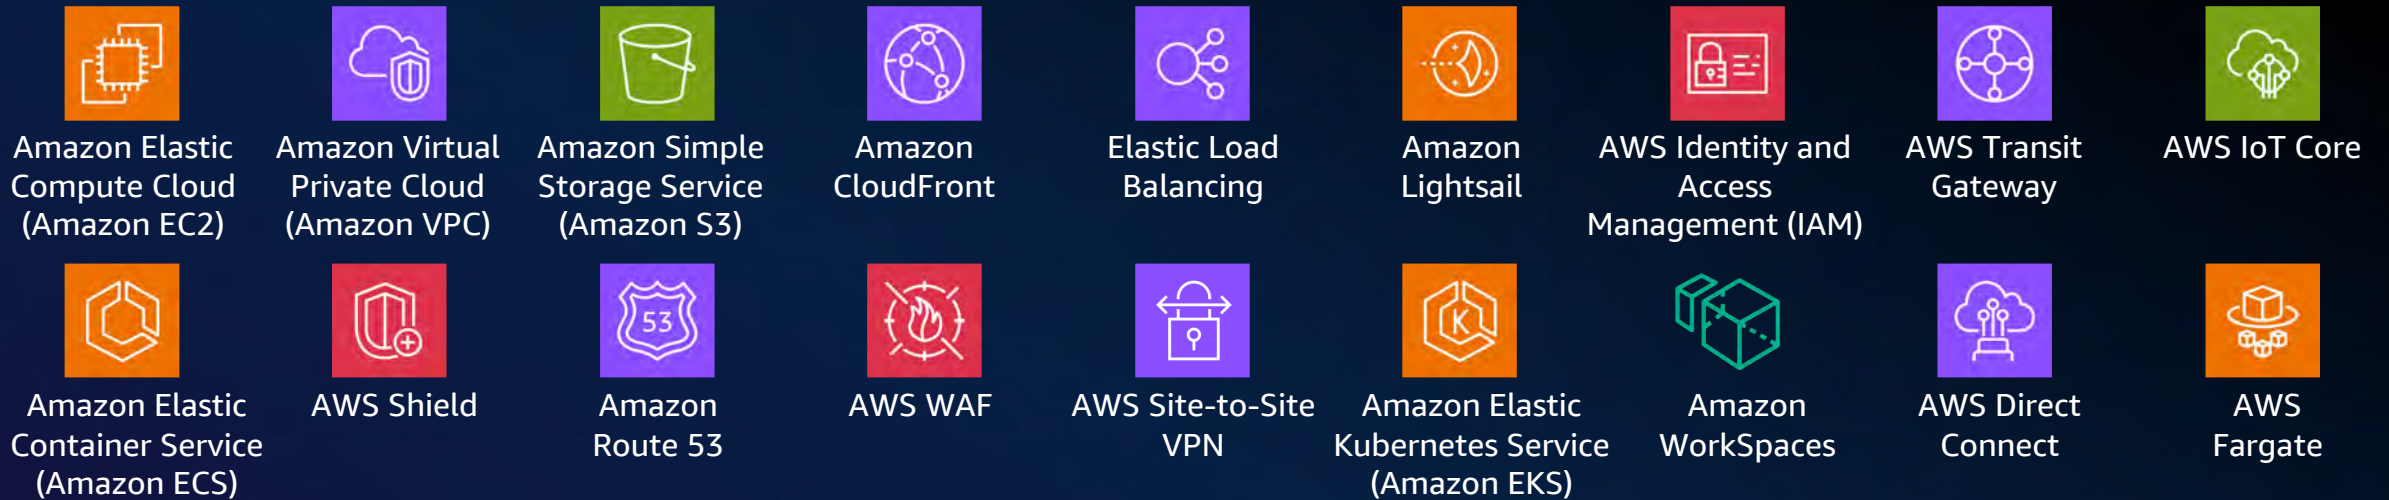 Amazon Elastic
Compute Cloud
(Amazon EC2)
Amazon Virtual
Private Cloud
(Amazon VPC)
Amazon Simple
Storage Service
(Amazon S3)
Amazon
CloudFront
Elastic Load
Balancing
Amazon
Lightsail
AWS Identity and
Access
Management (IAM)
AWS Transit
Gateway
AWS IoT Core
Amazon Elastic
Container Service
(Amazon ECS)
AWS Shield
53
Amazon
Route 53
AWS WAF
AWS Site-to-Site
VPN
K
Amazon Elastic
Kubernetes Service
(Amazon EKS)
Amazon
WorkSpaces
AWS Direct
Connect
AWS
Fargate